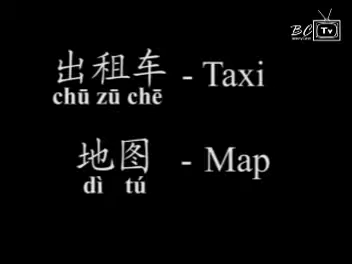 BC
TV
出租车 - Taxi
chū zū chē
地图 - Map
dì tú